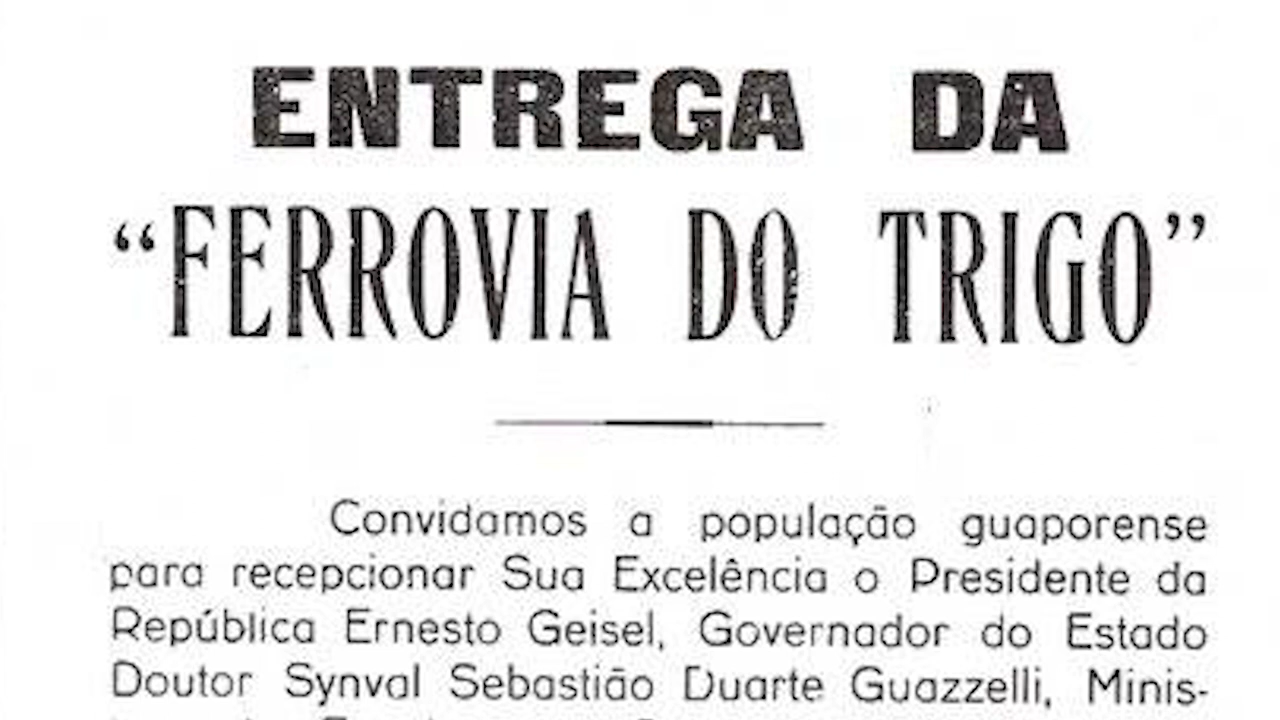 ENTREGA DA
“FERROVIA DO TRIGO”
Convidamos a população guaporense
para recepcionar Sua Excelência o Presidente da
República Ernesto Geisel, Governador do Estado
Doutor Synval Sebastião Duarte Guazzelli, Minis-